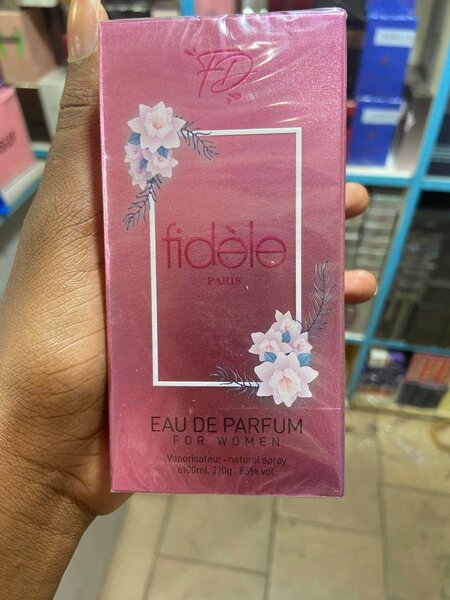 FD
fidèle
PARIS
EAU DE PARFUM
FOR WOMEN
Vaporisateur - natural spray
e100ml. 270g 85% vol.